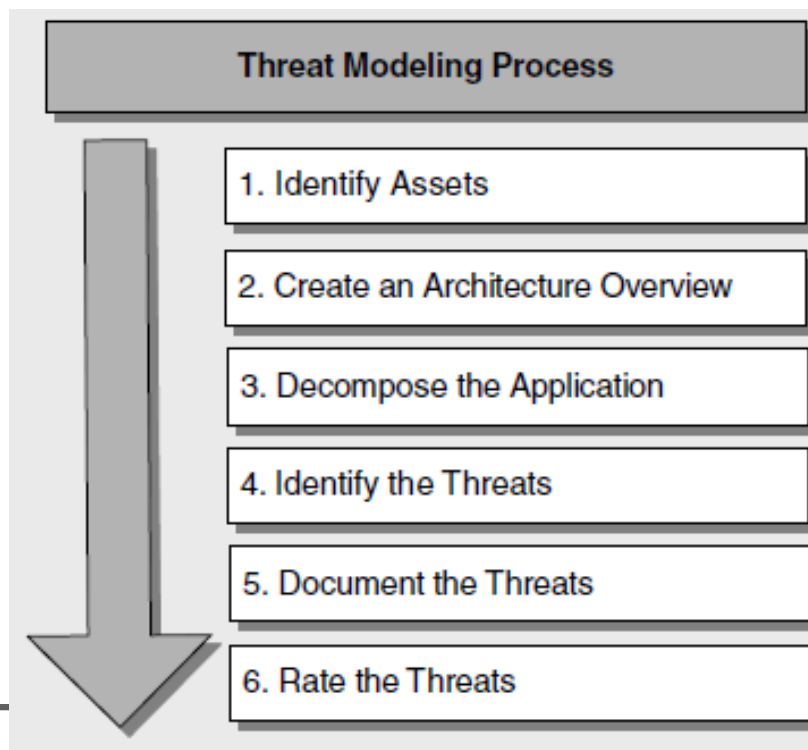 Threat Modeling Process
1. Identify Assets
2. Create an Architecture Overview
3. Decompose the Application
4. Identify the Threats
5. Document the Threats
6. Rate the Threats